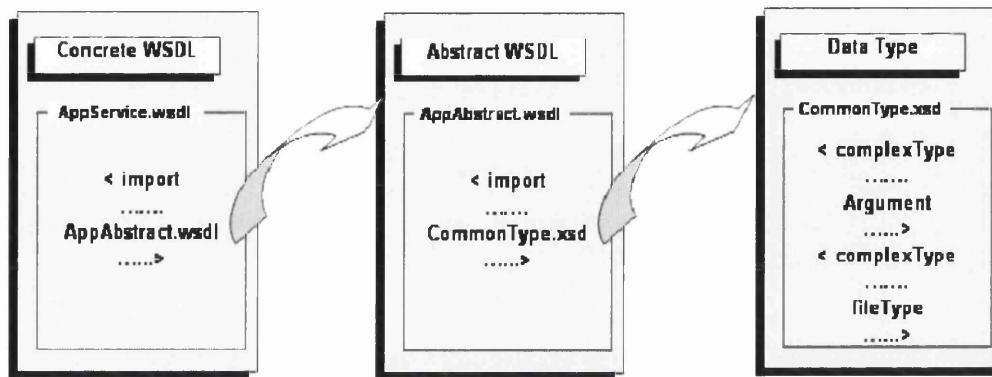 Concrete WSDL
AppService.wsdl
< import
.......
AppAbstract.wsdl
......>
Abstract WSDL
AppAbstract.wsdl
< import
.......
CommonType.xsd
......>
Data Type
CommonType.xsd
< complexType
.......
Argument
......>
< complexType
.......
fileType
......>